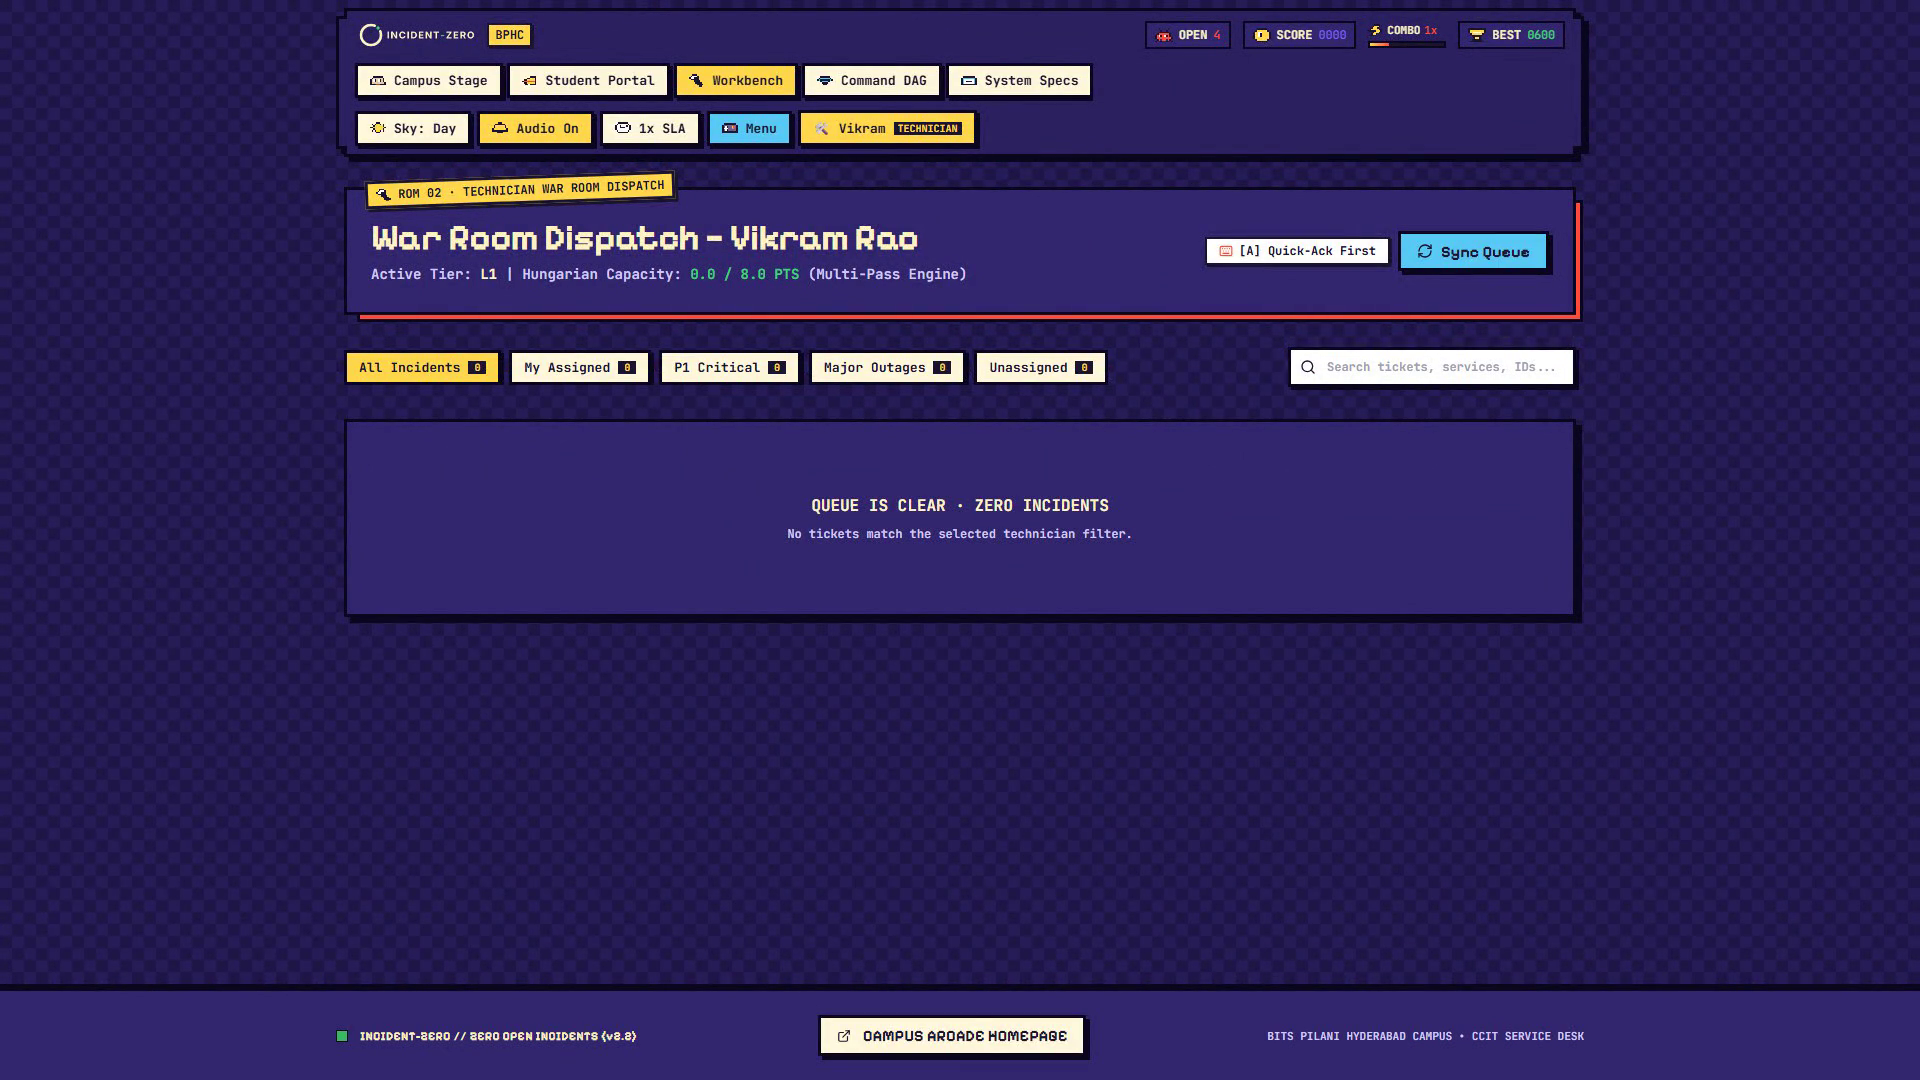 INCIDENT-ZERO BPHC OPEN 4 SCORE 0000 COMBO 1x BEST 0600
Campus Stage Student Portal Workbench Command DAG System Specs
Sky: Day Audio On 1x SLA Menu Vikram TECHNICIAN
ROM 02 · TECHNICIAN WAR ROOM DISPATCH
War Room Dispatch - Vikram Rao
[A] Quick-Ack First Sync Queue
Active Tier: L1 | Hungarian Capacity: 0.0 / 8.0 PTS (Multi-Pass Engine)
All Incidents 0 My Assigned 0 P1 Critical 0 Major Outages 0 Unassigned 0 Search tickets, services, IDs...
QUEUE IS CLEAR · ZERO INCIDENTS
No tickets match the selected technician filter.
INCIDENT-ZERO // ZERO OPEN INCIDENTS (v2.2) CAMPUS ARCADE HOMEPAGE BITS PILANI HYDERABAD CAMPUS • CCIT SERVICE DESK